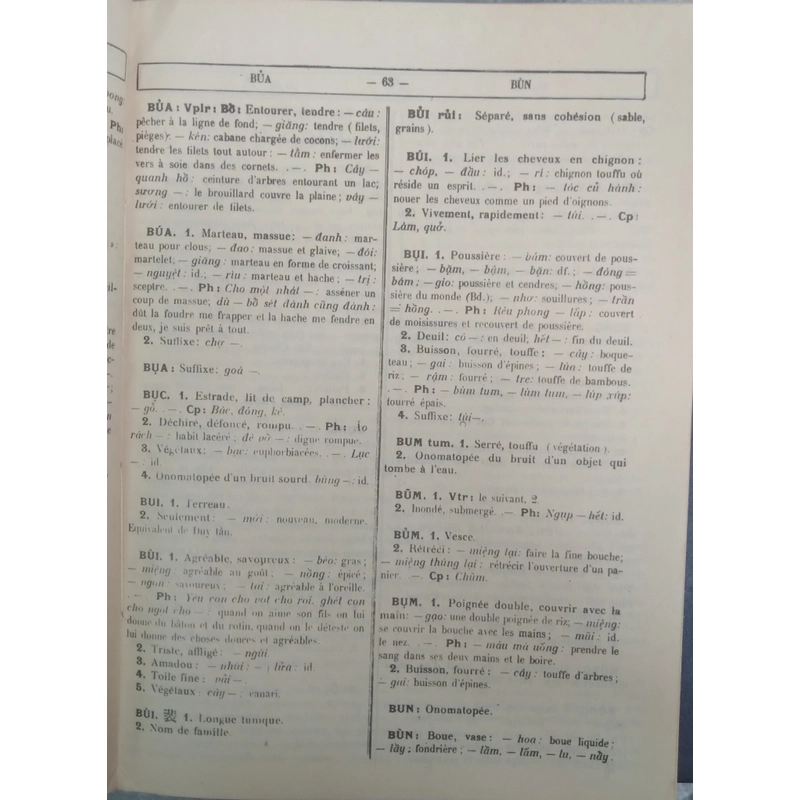 BỦA — 63 — BÙN
BỦA : Vplr : Bõ : Entourer, tendre : — câu :
pêcher à la ligne de fond; — giăng: tendre ( filets,
pièges) ; — kén: cabane chargée de cocons; — lưới:
tendre les filets tout autour ; — tằm : enfermer les
vers à soie dans des cornets. . — . Ph : Cây —
quanh hồ : ceinture d'arbres entourant un lac;
sương — : le brouillard couvre la plaine ; vây —
lưới : entourer de filets.
BÚA. 1. Marteau, massue: — đanh: mar-
teau pour clous; — đao : massue et glaive; — đói:
martelet; — giăng: marteau en forme de croissant;
— nguyệt : id.; — rìu : marteau et hache ; — trị :
sceptre. . — . Ph : Cho một nhát — : asséner un
coup de massue; dù — bổ sét đánh cũng đành :
dût la foudre me frapper et la hache me fendre en
deux, je suis prêt à tout.
2. Suffixe : chợ —.
BỤA : Suffixe : goá —.
BỤC. 1. Estrade, lit de camp, plancher :
— gỗ. . — . Cp : Bảc, đóng, kê.
2. Déchiré, défoncé, rompu. . — . Ph : Áo
rách — : habit lacéré ; đê vỡ — : digue rompue.
3. Végétaux: — bạc: euphorbiacées. . — . Lục
— : id.
4. Onomatopée d'un bruit sourd. bùng — : id.
BUI. 1. Terreau.
2. Seulement : — mới : nouveau, moderne.
Equivalent de Duy tân.
BÙI. 1. Agréable, savoureux : — béo: gras ;
— miệng : agréable au goût ; — nồng : épicé ;
— ngon : savoureux ; — tai : agréable à l'oreille.
. — . Ph : Yêu con cho vọt cho roi, ghét con
cho ngọt cho — : quand on aime son fils on lui
donne du bâton et du rotin, quand on le déteste on
lui donne des choses douces et agréables.
2. Triste, affligé : — ngùi.
3. Amadou : — nhùi : — ; lửa : id.
4. Toile fine : vải —.
5. Végétaux : cây — : canari.
BÙI. 裴 1. Longue tunique.
2. Nom de famille.
BỦI rủi : Séparé, sans cohésion (sable,
grains ).
BÚI. 1. Lier les cheveux en chignon :
— chóp, — đầu : id. ; — rí : chignon touffu où
réside un esprit. . — . Ph : — tóc củ hành :
nouer les cheveux comme un pied d'oignons.
2. Vivement, rapidement : — túi. . — . Cp :
Làm, quở.
BỤI. 1. Poussière : — bám: couvert de pous-
sière ; — bặm, — bậm, — bận : df. ; — đóng =
bám ; — gio: poussière et cendres; — hồng: pous-
sière du monde (Bd.) ; — nhơ: souillures ; — trần
= hồng. . — . Ph : Rêu phong — lấp : couvert
de moisissures et recouvert de poussière.
2. Deuil : có — : en deuil; hết — : fin du deuil.
3. Buisson, fourré, touffe : — cây : boque-
teau ; — gai : buisson d'épines ; — lúa : touffe de
riz ; — rậm : fourré ; — tre: touffe de bambous.
. — . Ph : — bùm tum, — lùm tum, — lúp xúp:
fourré épais.
4. Suffixe : túi —.
BUM tum. 1. Serré, touffu (végétation).
2. Onomatopée du bruit d'un objet qui
tombe à l'eau.
BŨM. 1. Vtr : le suivant, 2.
2. Inondé, submergé. . — Ph: Ngụp — hết: id.
BỦM. 1. Vesce.
2. Rétréci : — miệng lại : faire la fine bouche ;
— miệng thúng lại : rétrécir l'ouverture d'un pa-
nier . — . Cp : Chúm.
BỤM. 1. Poignée double, couvrir avec la
main : — gạo : une double poignée de riz; — miệng:
se couvrir la bouche avec les mains ; — mũi : id.
le nez. . — . Ph : — máu mà uống : prendre le
sang dans ses deux mains et le boire.
2. Buisson, fourré : — cây : touffe d'arbres ;
— gai : buisson d'épines.
BUN : Onomatopée.
BÙN : Boue, vase : — hoa : boue liquide ;
— lầy ; fondrière ; — lầm, — lấm, — lu, — nầy.